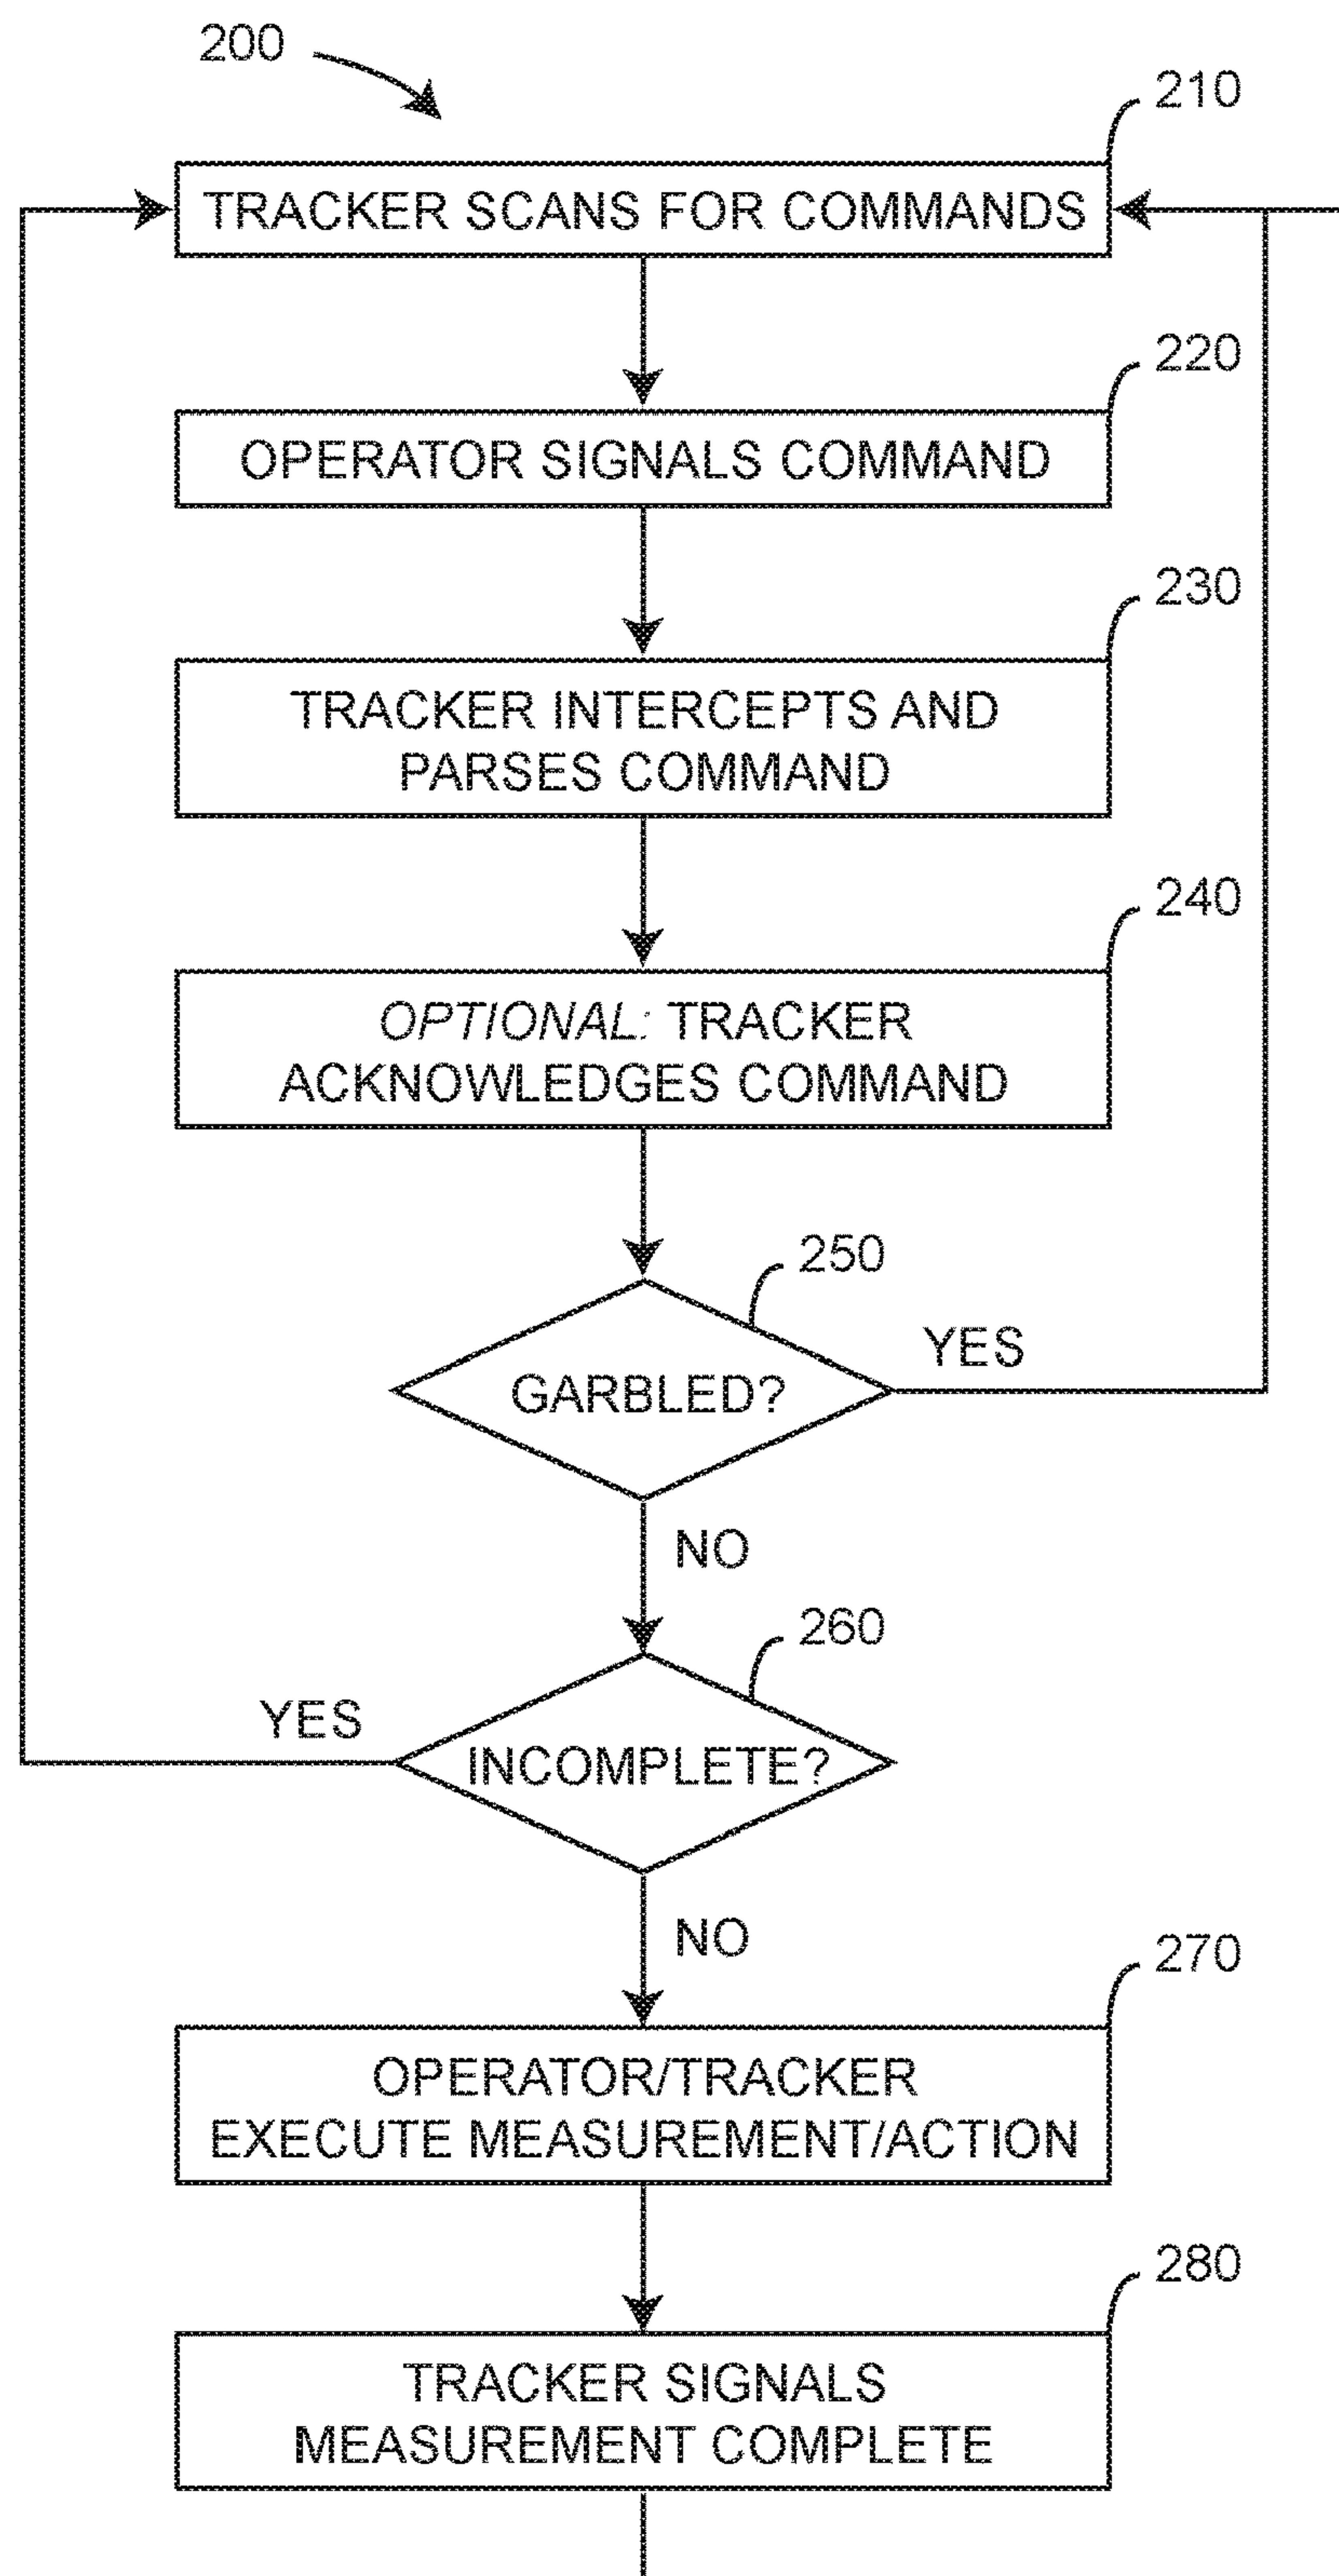 200
210
TRACKER SCANS FOR COMMANDS
220
OPERATOR SIGNALS COMMAND
230
TRACKER INTERCEPTS AND
PARSES COMMAND
240
OPTIONAL: TRACKER
ACKNOWLEDGES COMMAND
250
GARBLED?
YES
NO
260
YES
INCOMPLETE?
NO
270
OPERATOR/TRACKER
EXECUTE MEASUREMENT/ACTION
280
TRACKER SIGNALS
MEASUREMENT COMPLETE